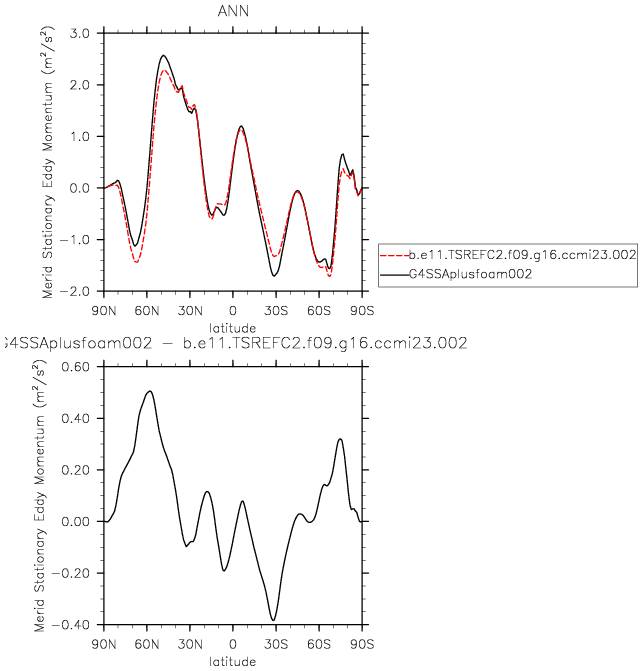 ANN
Merid Stationary Eddy Momentum (m²/s²)
3.0
2.0
1.0
0.0
−1.0
−2.0
90N 60N 30N 0 30S 60S 90S
latitude
b.e11.TSREFC2.f09.g16.ccmi23.002
G4SSAplusfoam002
G4SSAplusfoam002 − b.e11.TSREFC2.f09.g16.ccmi23.002
Merid Stationary Eddy Momentum (m²/s²)
0.60
0.40
0.20
0.00
−0.20
−0.40
90N 60N 30N 0 30S 60S 90S
latitude